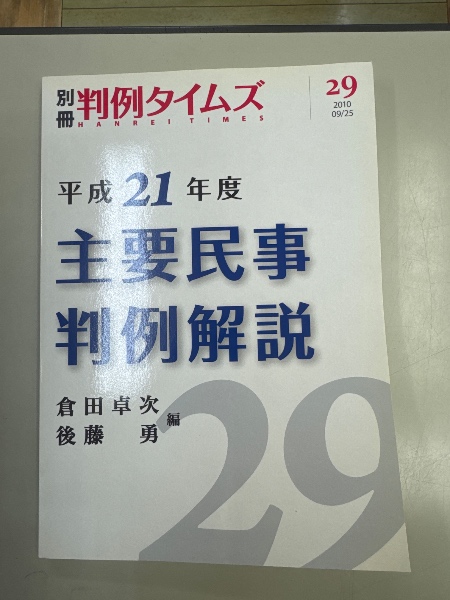 別冊 判例タイムズ
HANREI TIMES
29
2010
09/25
平成21年度
主要民事
判例解説
倉田卓次
後藤 勇 編
29